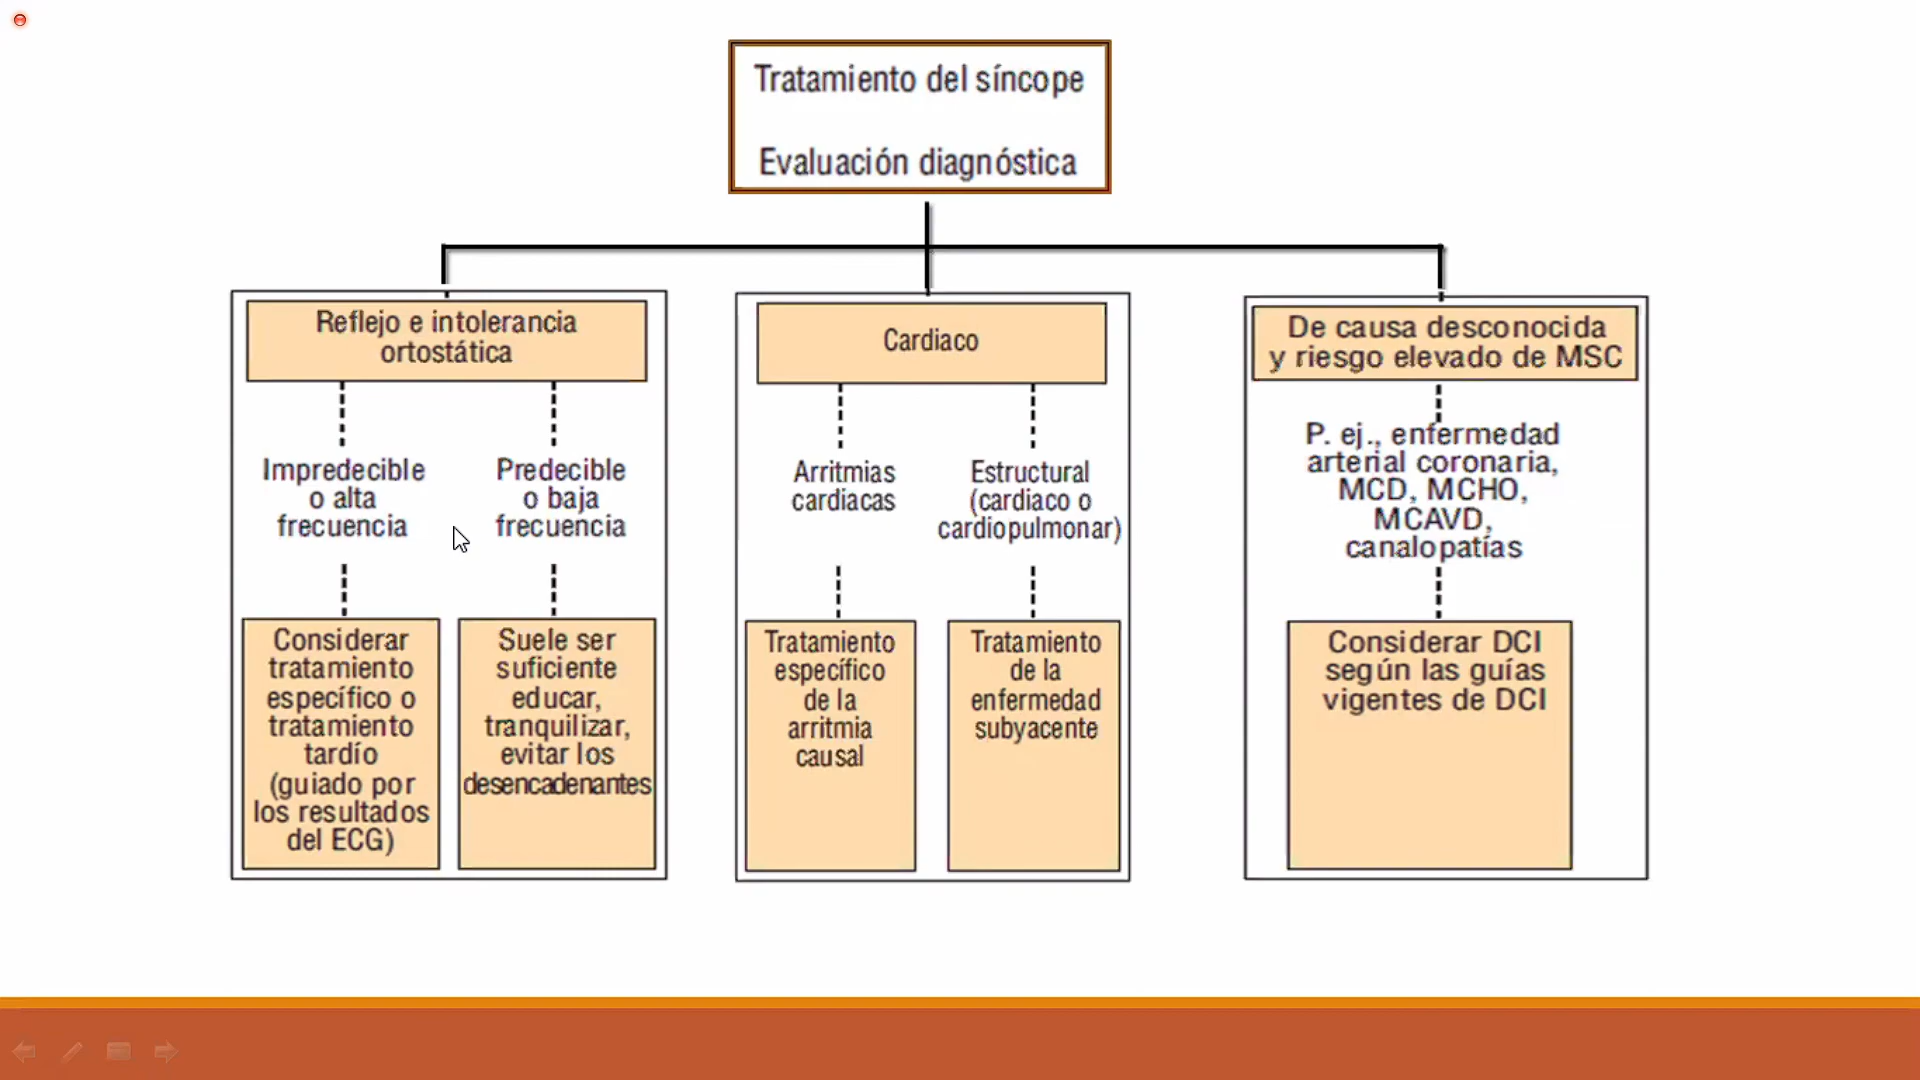 Tratamiento del síncope
Evaluación diagnóstica
Reflejo e intolerancia
ortostática
Impredecible
o alta
frecuencia
Predecible
o baja
frecuencia
Considerar
tratamiento
específico o
tratamiento
tardío
(guiado por
los resultados
del ECG)
Suele ser
suficiente
educar,
tranquilizar,
evitar los
desencadenantes
Cardiaco
Arritmias
cardiacas
Estructural
(cardiaco o
cardiopulmonar)
Tratamiento
específico
de la
arritmia
causal
Tratamiento
de la
enfermedad
subyacente
De causa desconocida
y riesgo elevado de MSC
P. ej., enfermedad
arterial coronaria,
MCD, MCHO,
MCAVD,
canalopatías
Considerar DCI
según las guías
vigentes de DCI